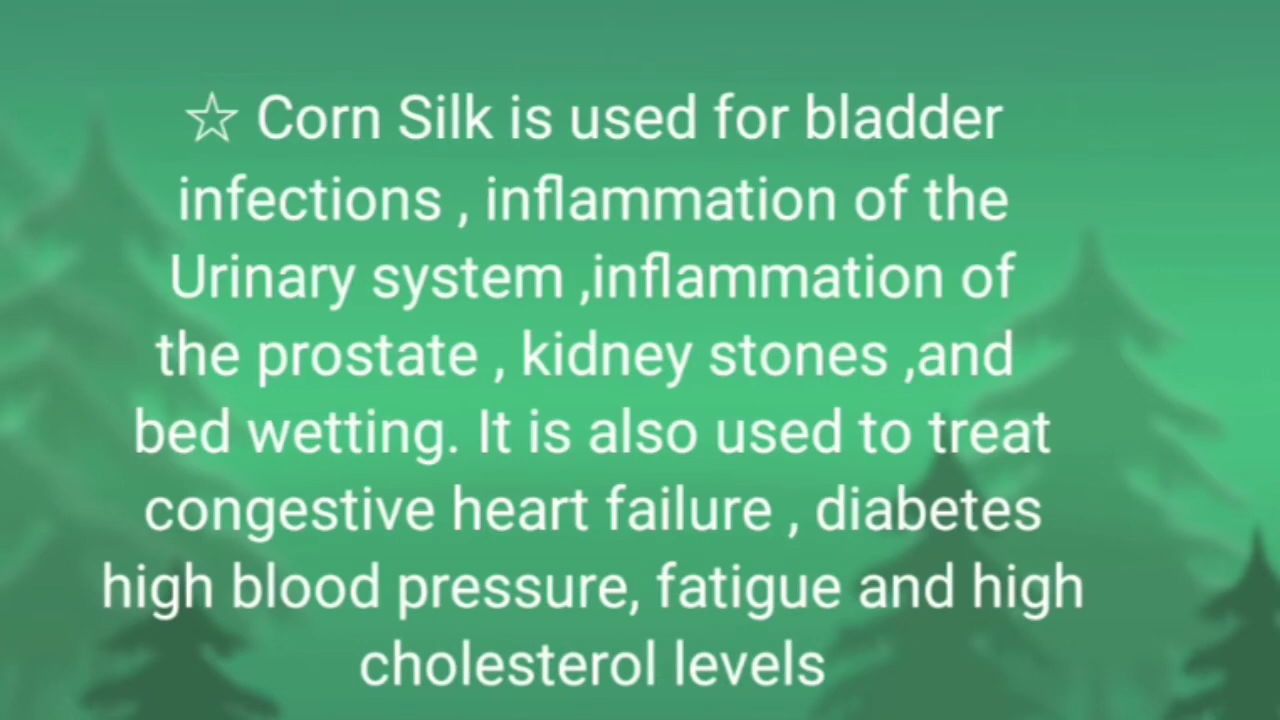 ☆ Corn Silk is used for bladder
infections , inflammation of the
Urinary system ,inflammation of
the prostate , kidney stones ,and
bed wetting. It is also used to treat
congestive heart failure , diabetes
high blood pressure, fatigue and high
cholesterol levels